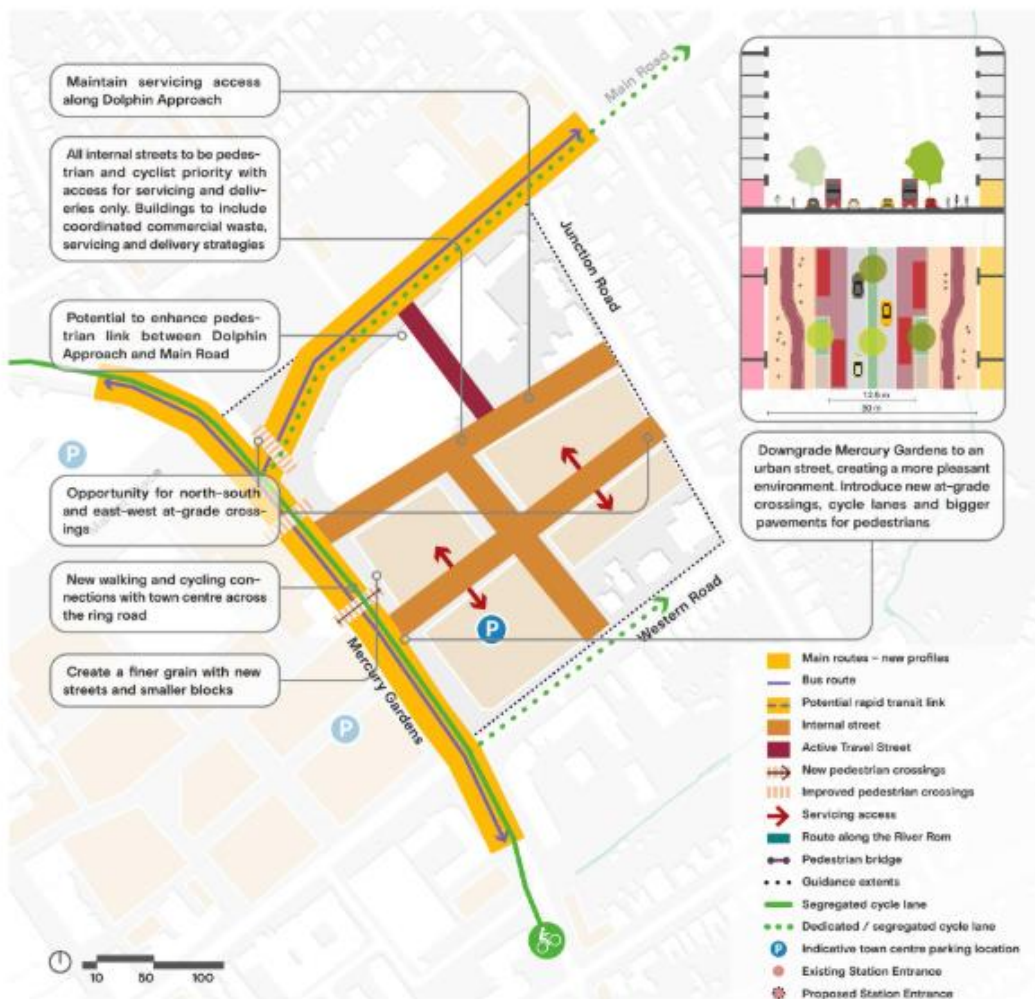 Maintain servicing access
along Dolphin Approach
All internal streets to be pedes-
trian and cyclist priority with
access for servicing and deliv-
eries only. Buildings to include
coordinated commercial waste,
servicing and delivery strategies
Potential to enhance pedes-
trian link between Dolphin
Approach and Main Road
Opportunity for north-south
and east-west at-grade cross-
ings
New walking and cycling con-
nections with town centre across
the ring road
Create a finer grain with new
streets and smaller blocks
Main Road
Junction Road
Western Road
Mercury Gardens
P
P
P
12.6 m
30 m
Downgrade Mercury Gardens to an
urban street, creating a more pleasant
environment. Introduce new at-grade
crossings, cycle lanes and bigger
pavements for pedestrians
Main routes – new profiles
Bus route
Potential rapid transit link
Internal street
Active Travel Street
New pedestrian crossings
Improved pedestrian crossings
Servicing access
Route along the River Rom
Pedestrian bridge
Guidance extents
Segregated cycle lane
Dedicated / segregated cycle lane
P Indicative town centre parking location
Existing Station Entrance
Proposed Station Entrance
10 50 100